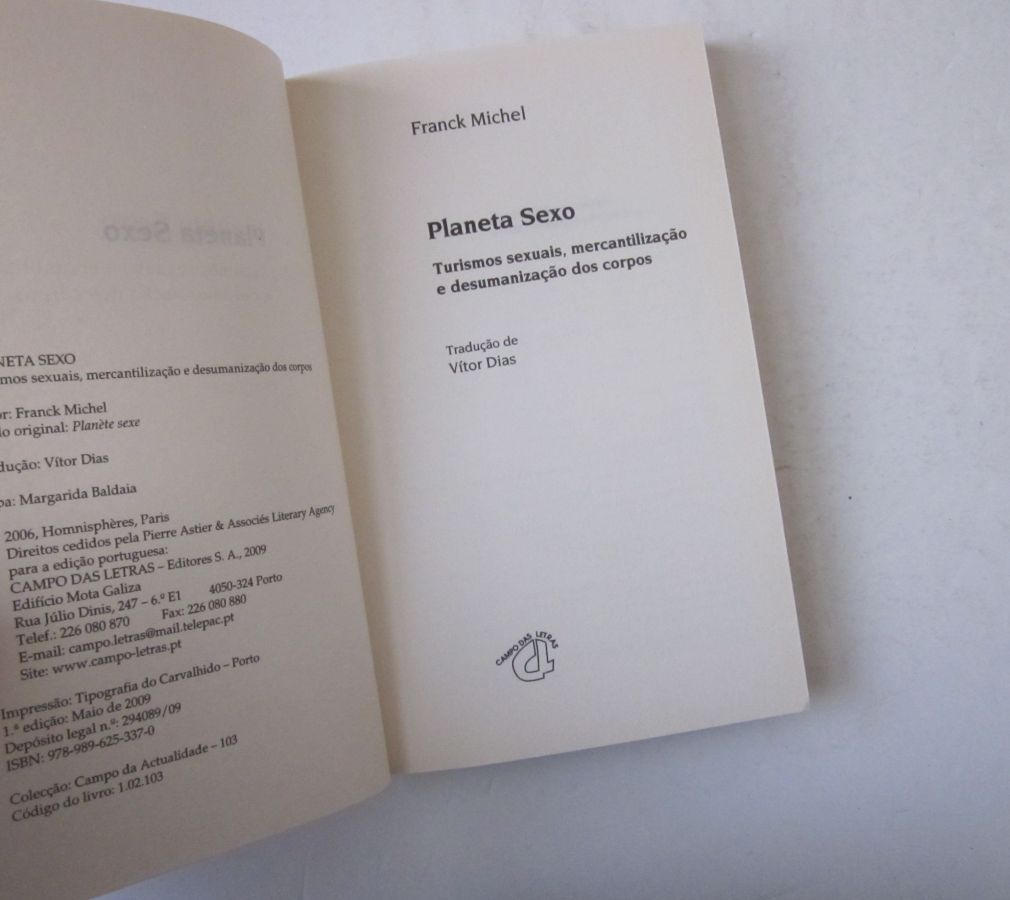 NETA SEXO
mos sexuais, mercantilização e desumanização dos corpos
r: Franck Michel
lo original: Planète sexe
dução: Vítor Dias
pa: Margarida Baldaia
2006, Homnisphères, Paris
Direitos cedidos pela Pierre Astier & Associés Literary Agency
para a edição portuguesa:
CAMPO DAS LETRAS – Editores S. A., 2009
Edifício Mota Galiza
Rua Júlio Dinis, 247 – 6.º E1 4050-324 Porto
Telef.: 226 080 870 Fax: 226 080 880
E-mail: campo.letras@mail.telepac.pt
Site: www.campo-letras.pt
Impressão: Tipografia do Carvalhido – Porto
1.ª edição: Maio de 2009
Depósito legal n.º: 294089/09
ISBN: 978-989-625-337-0
Colecção: Campo da Actualidade – 103
Código do livro: 1.02.103
Franck Michel
Planeta Sexo
Turismos sexuais, mercantilização
e desumanização dos corpos
Tradução de
Vítor Dias
CAMPO DAS LETRAS